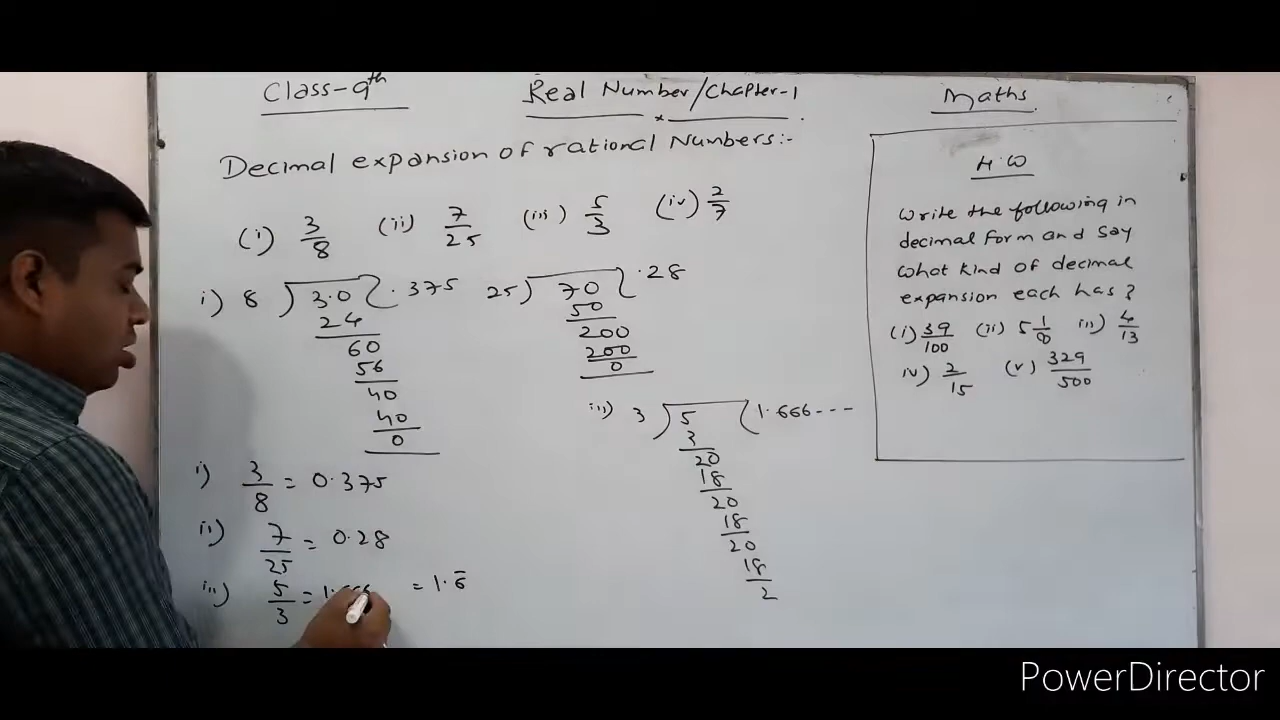 Class-9th
Real Number/Chapter-1
Maths.
Decimal expansion of rational Numbers:-
(i) 3/8 (ii) 7/25 (iii) 5/3 (iv) 2/7
i) 8 ) 3.0 ( .375
24
60
56
40
40
0
25 ) 70 ( .28
50
200
200
0
iii) 3 ) 5 ( 1.666---
3
20
18
20
18
20
18
2
i) 3/8 = 0.375
ii) 7/25 = 0.28
iii) 5/3 = 1. = 1.6̄
H.W
Write the following in
decimal form and say
what kind of decimal
expansion each has?
(i) 39/100 (ii) 5 1/8 iii) 4/13
iv) 2/15 (v) 329/500
PowerDirector